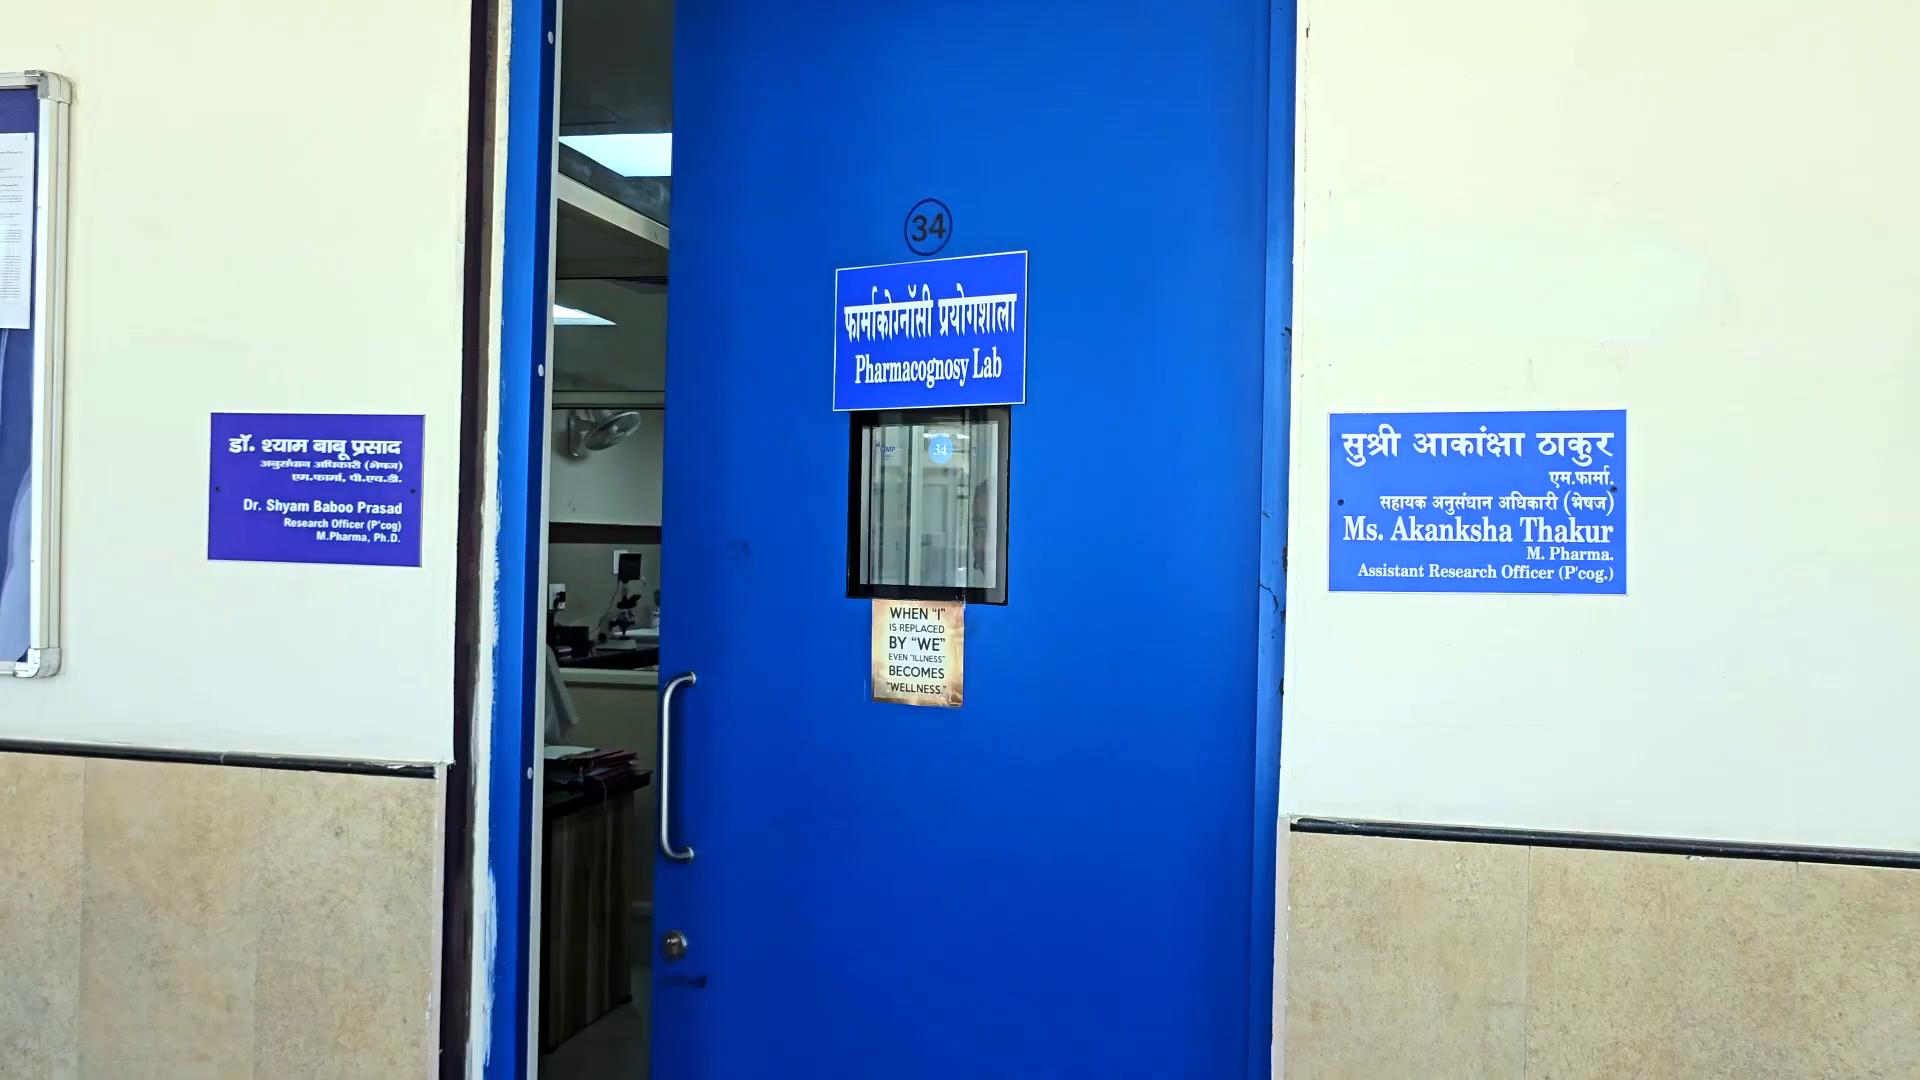 डॉ. श्याम बाबू प्रसाद
अनुसंधान अधिकारी (भेषज)
एम.फार्मा, पी.एच.डी.
Dr. Shyam Baboo Prasad
Research Officer (P'cog)
M.Pharma, Ph.D.
34
फार्माकोग्नॉसी प्रयोगशाला
Pharmacognosy Lab
34
WHEN "I"
IS REPLACED
BY "WE"
EVEN "ILLNESS"
BECOMES
"WELLNESS."
सुश्री आकांक्षा ठाकुर
एम.फार्मा.
सहायक अनुसंधान अधिकारी (भेषज)
Ms. Akanksha Thakur
M. Pharma.
Assistant Research Officer (P'cog.)